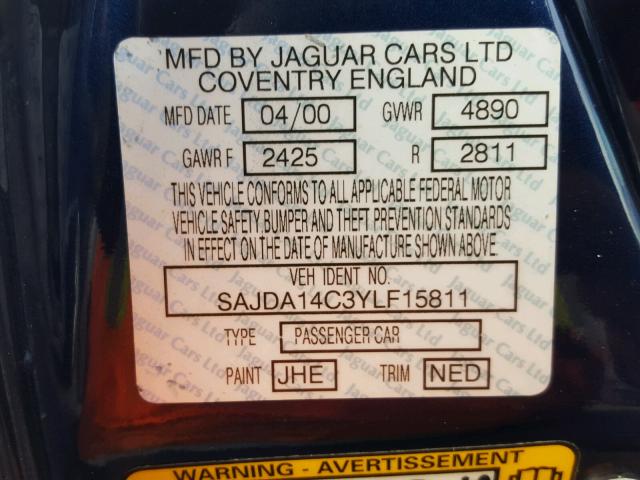 MFD BY JAGUAR CARS LTD
COVENTRY ENGLAND
MFD DATE 04/00 GVWR 4890
GAWR F 2425 R 2811
THIS VEHICLE CONFORMS TO ALL APPLICABLE FEDERAL MOTOR
VEHICLE SAFETY, BUMPER AND THEFT PREVENTION STANDARDS
IN EFFECT ON THE DATE OF MANUFACTURE SHOWN ABOVE.
VEH IDENT NO.
SAJDA14C3YLF15811
TYPE PASSENGER CAR
PAINT JHE TRIM NED
WARNING - AVERTISSEMENT